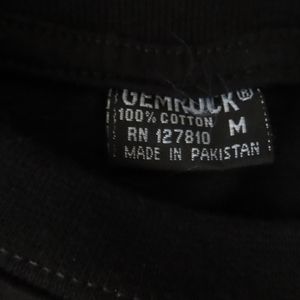 GEMROCK®
100% COTTON
RN 127810 M
MADE IN PAKISTAN